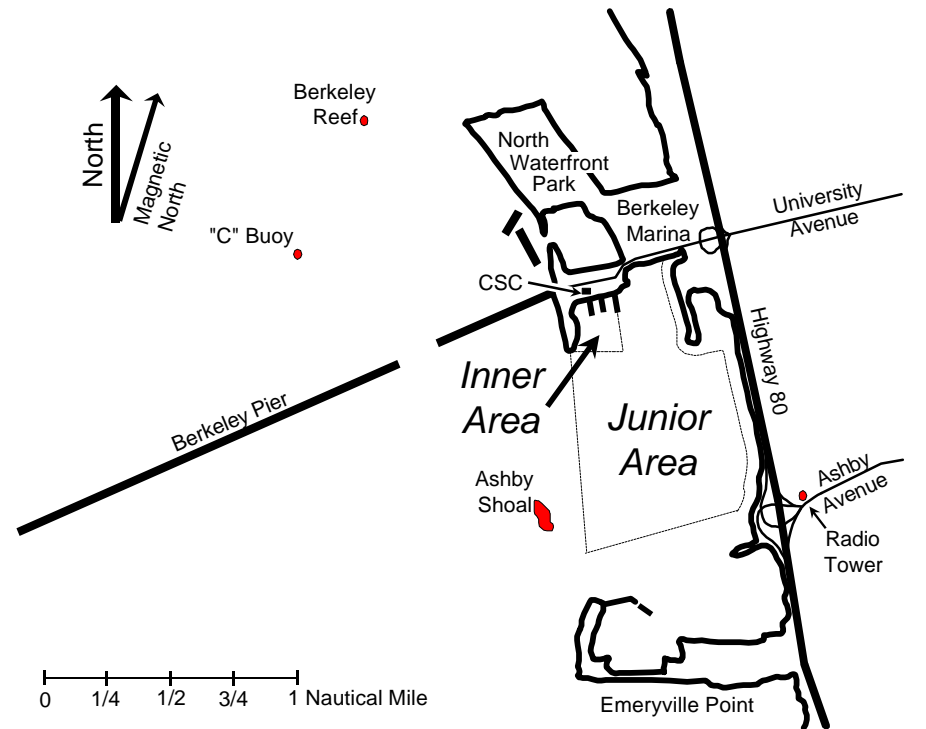 Berkeley
Reef
North
Magnetic
North
"C" Buoy
North
Waterfront
Park
Berkeley
Marina
University
Avenue
CSC
Highway 80
Inner
Area
Junior
Area
Berkeley Pier
Ashby
Shoal
Ashby
Avenue
Radio
Tower
0 1/4 1/2 3/4 1 Nautical Mile
Emeryville Point